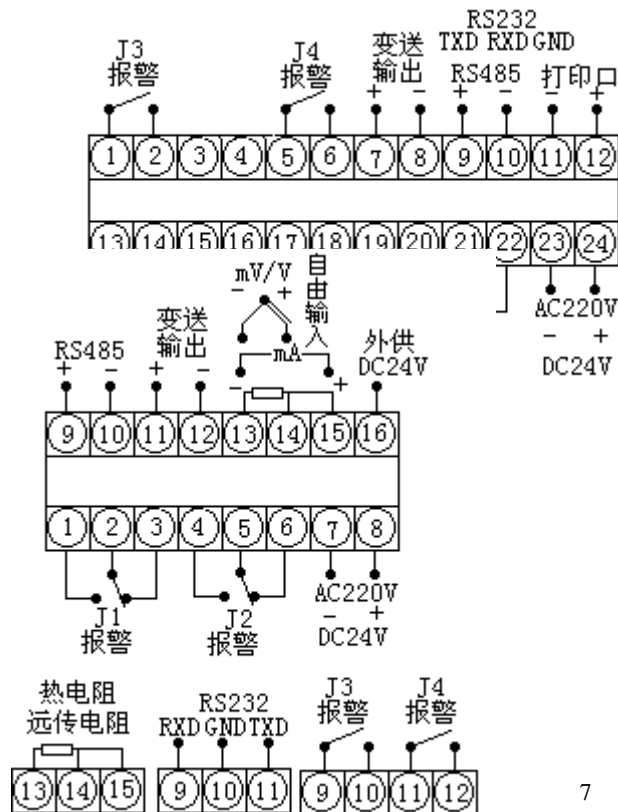 RS232
TXD RXD GND
J3
报警
J4
报警
变送
输出
+ −
RS485
+ −
打印口
− +
① ② ③ ④ ⑤ ⑥ ⑦ ⑧ ⑨ ⑩ ⑪ ⑫
⑬ ⑭ ⑮ ⑯ ⑰ ⑱ ⑲ ⑳ ㉑ ㉒ ㉓ ㉔
AC220V
− +
DC24V
mV/V
− +
自由输入
mA
− +
RS485
+ −
变送
输出
+ −
外供
DC24V
⑨ ⑩ ⑪ ⑫ ⑬ ⑭ ⑮ ⑯
① ② ③ ④ ⑤ ⑥ ⑦ ⑧
J1
报警
J2
报警
AC220V
− +
DC24V
热电阻
远传电阻
⑬ ⑭ ⑮
RS232
RXD GND TXD
⑨ ⑩ ⑪
J3
报警
J4
报警
⑨ ⑩ ⑪ ⑫
7